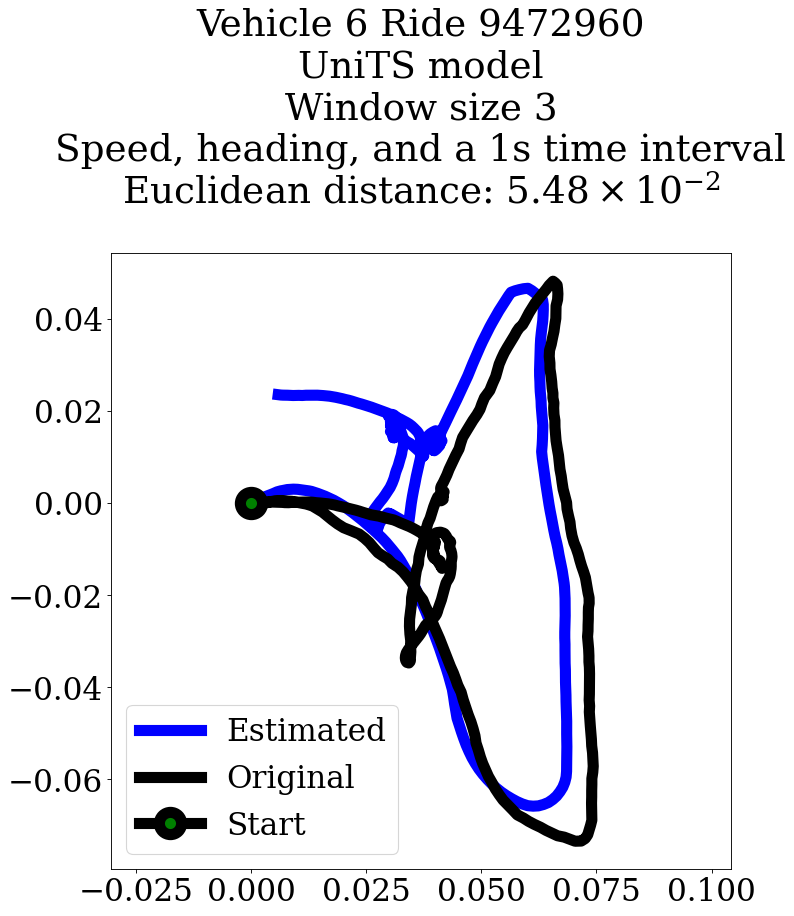 Vehicle 6 Ride 9472960
UniTS model
Window size 3
Speed, heading, and a 1s time interval
Euclidean distance: 5.48 × 10⁻²
0.04
0.02
0.00
−0.02
−0.04
−0.06
Estimated
Original
Start
−0.025 0.000 0.025 0.050 0.075 0.100